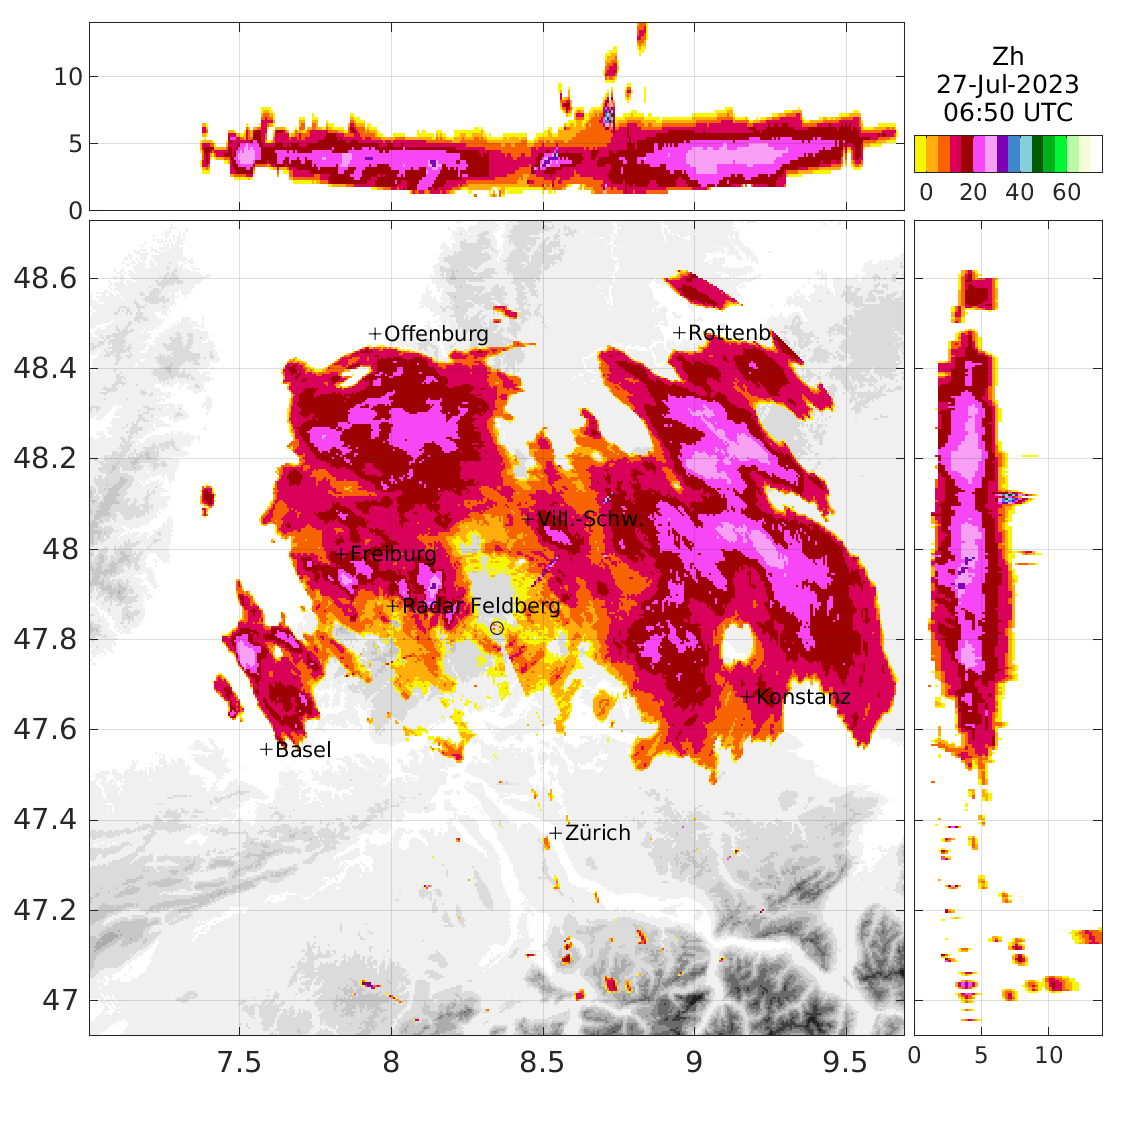 10
5
0
Zh
27-Jul-2023
06:50 UTC
0 20 40 60
48.6
48.4
48.2
48
47.8
47.6
47.4
47.2
47
+Offenburg
+Rottenb.
+Vill.-Schw.
+Freiburg
+Radar Feldberg
+Konstanz
+Basel
+Zürich
7.5 8 8.5 9 9.5
0 5 10